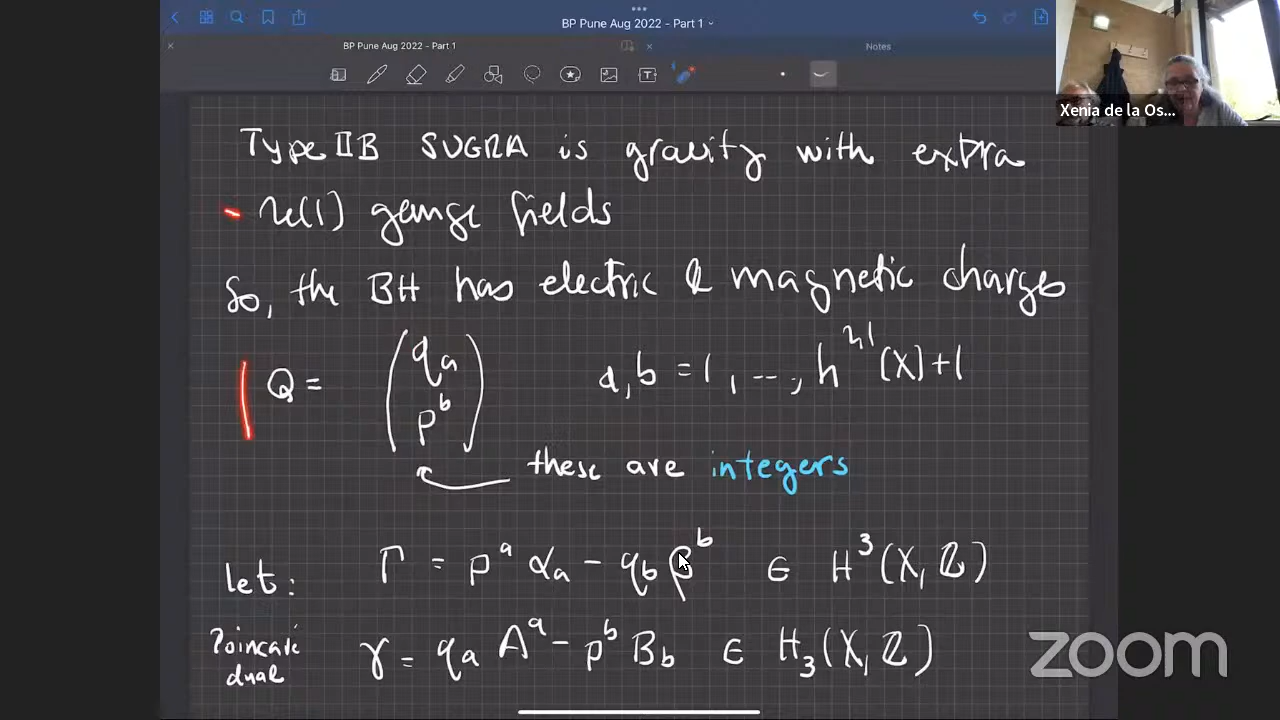 BP Pune Aug 2022 - Part 1
BP Pune Aug 2022 - Part 1
Notes
Xenia de la Os...
Type IIB SUGRA is gravity with extra
- U(1) gauge fields
So, the BH has electric & magnetic charges
Q = (q_a p^b) a, b = 1, ..., h^{21}(X)+1
these are integers
let: Γ = p^a α_a - q_b β^b ∈ H^3(X, Z)
Poincaré dual γ = q_a A^a - p^b B_b ∈ H_3(X, Z)
zoom